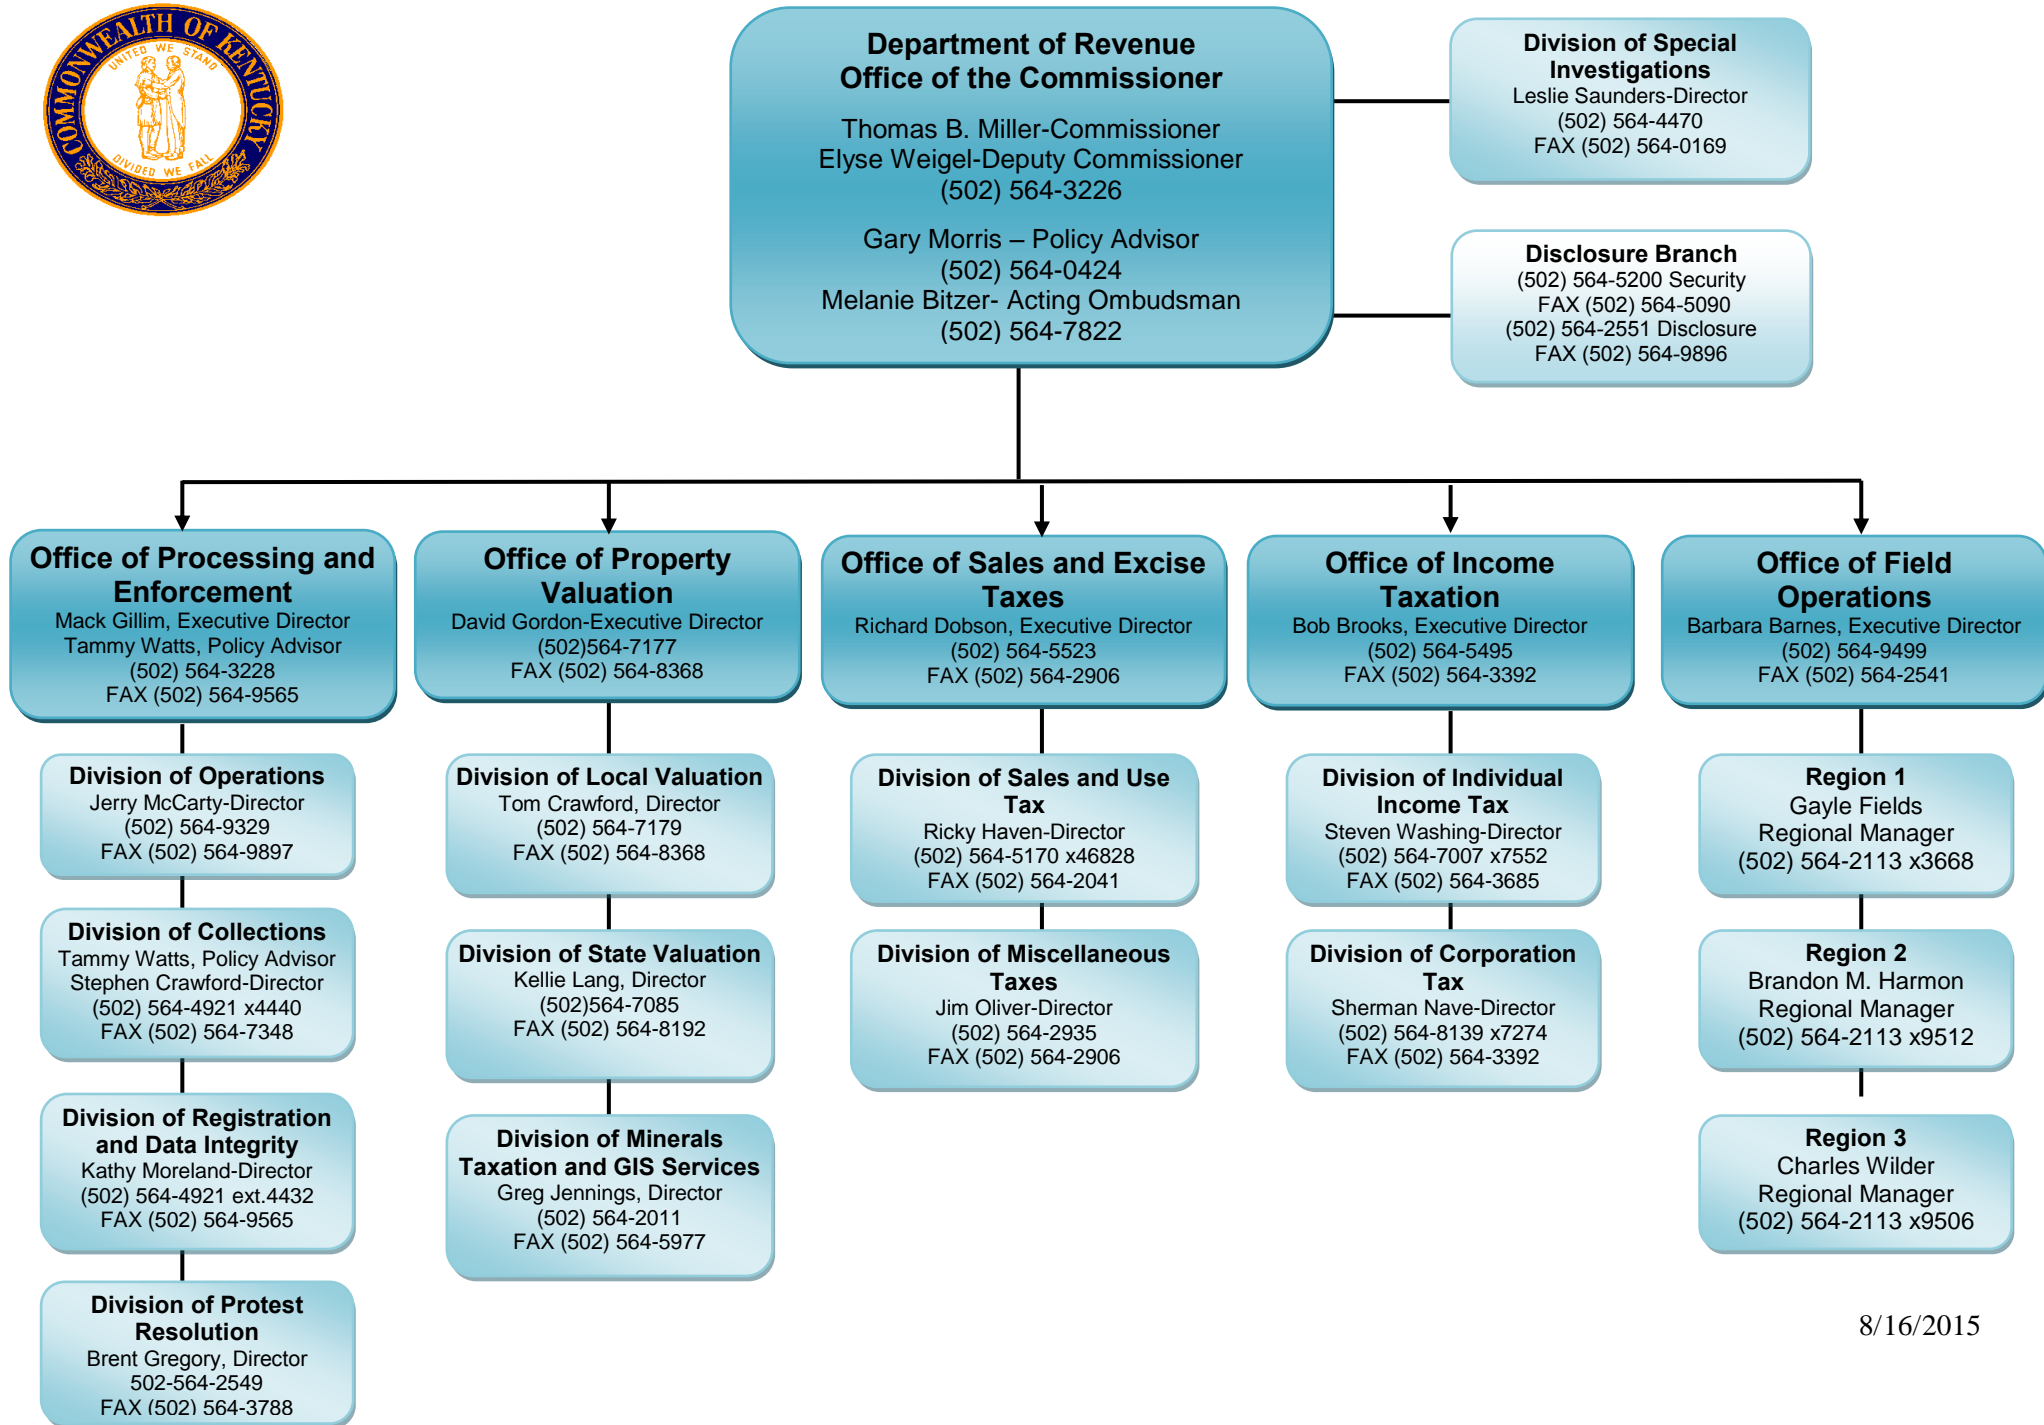 COMMONWEALTH OF KENTUCKY
UNITED WE STAND
DIVIDED WE FALL
Department of Revenue
Office of the Commissioner
Thomas B. Miller-Commissioner
Elyse Weigel-Deputy Commissioner
(502) 564-3226
Gary Morris – Policy Advisor
(502) 564-0424
Melanie Bitzer- Acting Ombudsman
(502) 564-7822
Division of Special
Investigations
Leslie Saunders-Director
(502) 564-4470
FAX (502) 564-0169
Disclosure Branch
(502) 564-5200 Security
FAX (502) 564-5090
(502) 564-2551 Disclosure
FAX (502) 564-9896
Office of Processing and
Enforcement
Mack Gillim, Executive Director
Tammy Watts, Policy Advisor
(502) 564-3228
FAX (502) 564-9565
Division of Operations
Jerry McCarty-Director
(502) 564-9329
FAX (502) 564-9897
Division of Collections
Tammy Watts, Policy Advisor
Stephen Crawford-Director
(502) 564-4921 x4440
FAX (502) 564-7348
Division of Registration
and Data Integrity
Kathy Moreland-Director
(502) 564-4921 ext.4432
FAX (502) 564-9565
Division of Protest
Resolution
Brent Gregory, Director
502-564-2549
FAX (502) 564-3788
Office of Property
Valuation
David Gordon-Executive Director
(502)564-7177
FAX (502) 564-8368
Division of Local Valuation
Tom Crawford, Director
(502) 564-7179
FAX (502) 564-8368
Division of State Valuation
Kellie Lang, Director
(502)564-7085
FAX (502) 564-8192
Division of Minerals
Taxation and GIS Services
Greg Jennings, Director
(502) 564-2011
FAX (502) 564-5977
Office of Sales and Excise
Taxes
Richard Dobson, Executive Director
(502) 564-5523
FAX (502) 564-2906
Division of Sales and Use
Tax
Ricky Haven-Director
(502) 564-5170 x46828
FAX (502) 564-2041
Division of Miscellaneous
Taxes
Jim Oliver-Director
(502) 564-2935
FAX (502) 564-2906
Office of Income
Taxation
Bob Brooks, Executive Director
(502) 564-5495
FAX (502) 564-3392
Division of Individual
Income Tax
Steven Washing-Director
(502) 564-7007 x7552
FAX (502) 564-3685
Division of Corporation
Tax
Sherman Nave-Director
(502) 564-8139 x7274
FAX (502) 564-3392
Office of Field
Operations
Barbara Barnes, Executive Director
(502) 564-9499
FAX (502) 564-2541
Region 1
Gayle Fields
Regional Manager
(502) 564-2113 x3668
Region 2
Brandon M. Harmon
Regional Manager
(502) 564-2113 x9512
Region 3
Charles Wilder
Regional Manager
(502) 564-2113 x9506
8/16/2015